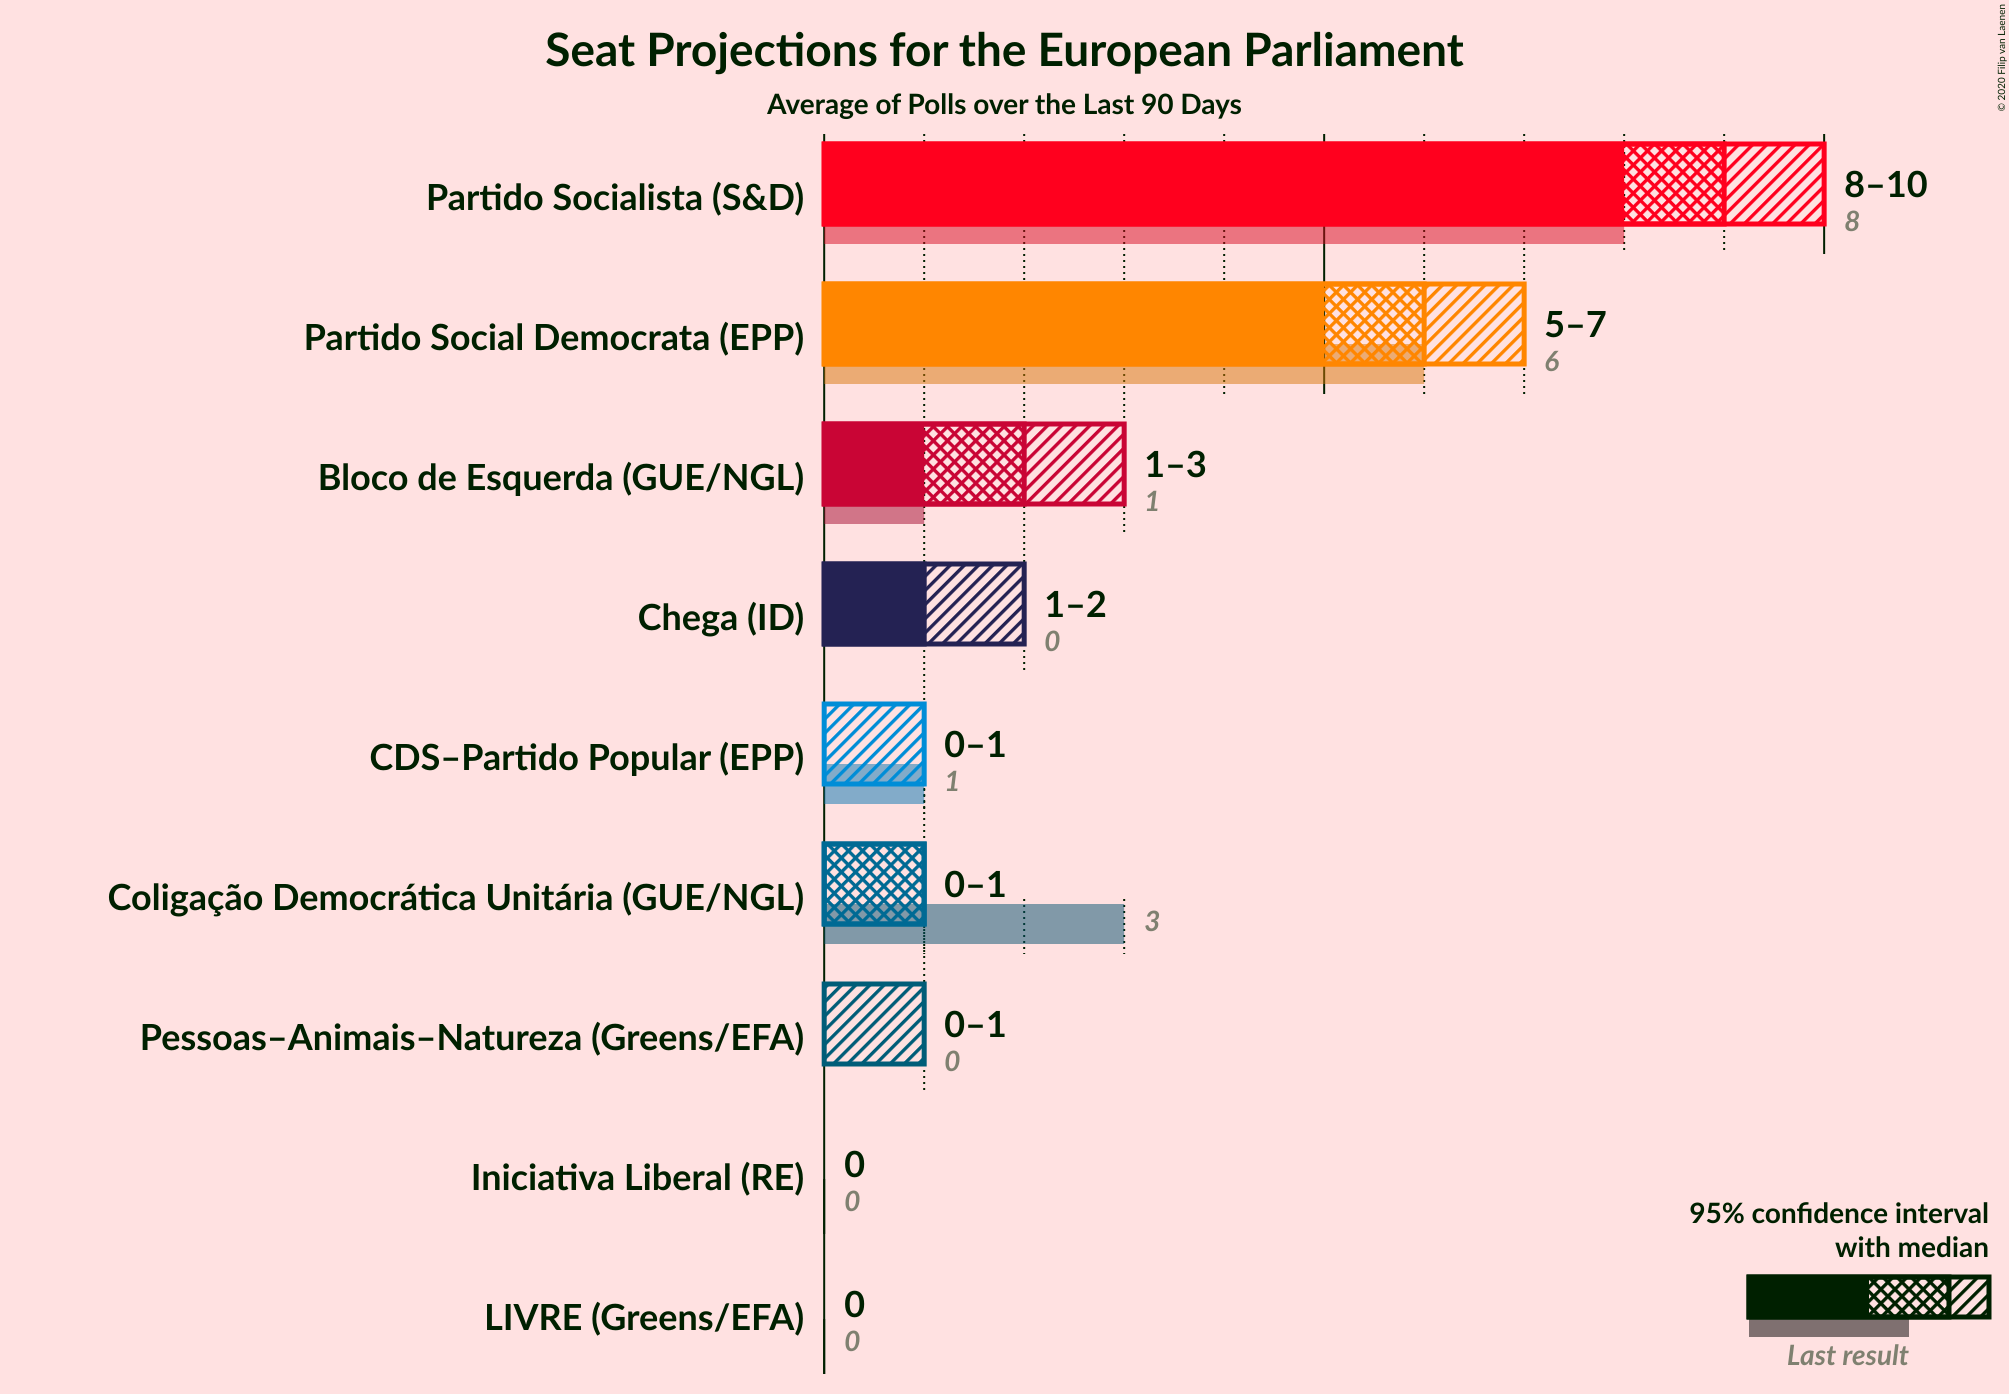 Seat Projections for the European Parliament
Average of Polls over the Last 90 Days
© 2020 Filip van Laenen
Partido Socialista (S&D)
8–10
8
Partido Social Democrata (EPP)
5–7
6
Bloco de Esquerda (GUE/NGL)
1–3
1
Chega (ID)
1–2
0
CDS–Partido Popular (EPP)
0–1
1
Coligação Democrática Unitária (GUE/NGL)
0–1
3
Pessoas–Animais–Natureza (Greens/EFA)
0–1
0
Iniciativa Liberal (RE)
0
0
LIVRE (Greens/EFA)
0
0
95% confidence interval
with median
Last result